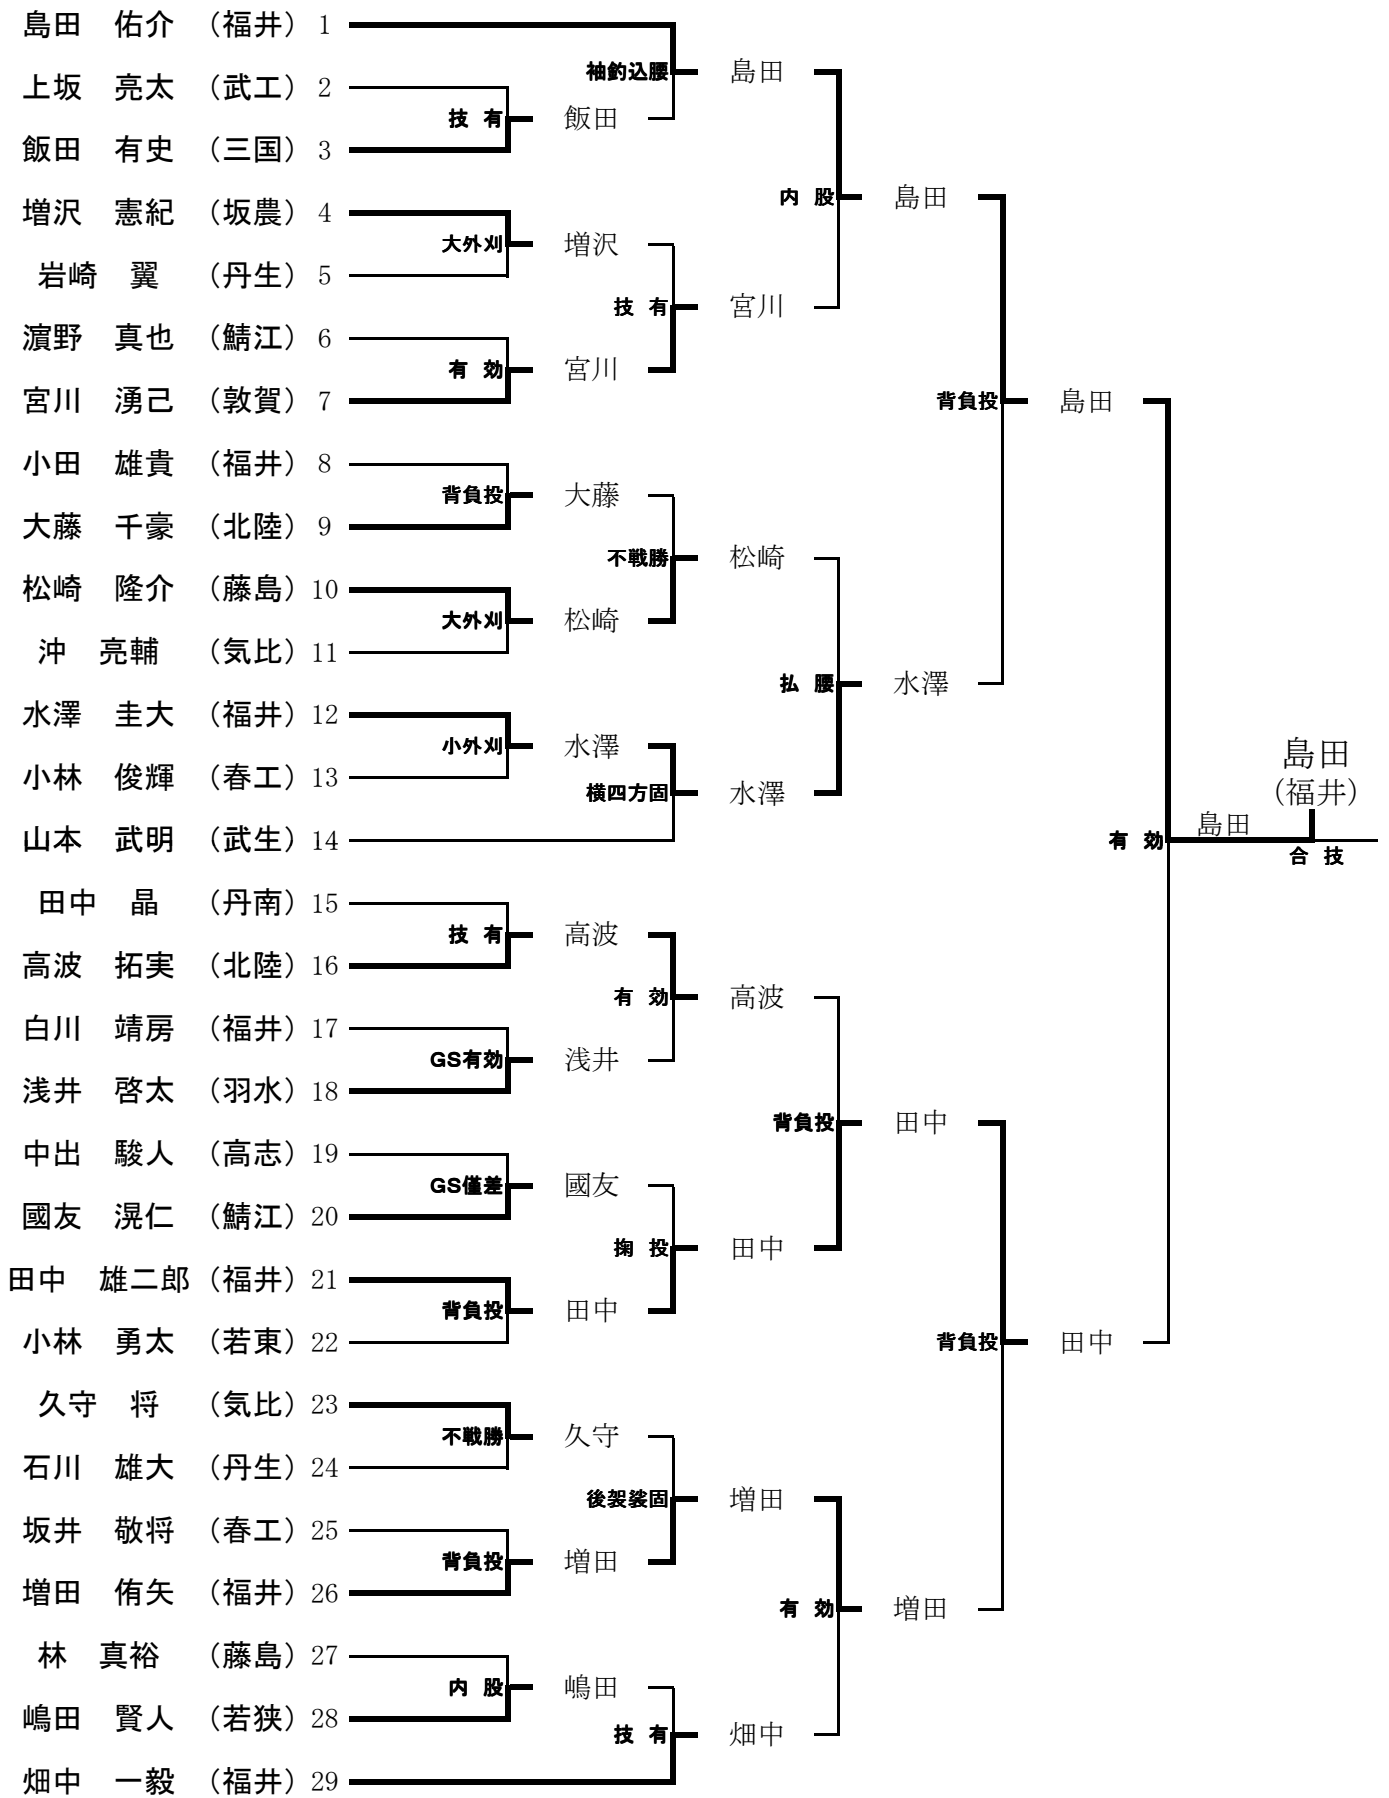 島田　佑介　（福井）　1
袖釣込腰　島田
上坂　亮太　（武工）　2
技 有　飯田
飯田　有史　（三国）　3
内 股　島田
増沢　憲紀　（坂農）　4
大外刈　増沢
岩崎　翼　（丹生）　5
技 有　宮川
濵野　真也　（鯖江）　6
有 効　宮川
宮川　湧己　（敦賀）　7
背負投　島田
小田　雄貴　（福井）　8
背負投　大藤
大藤　千豪　（北陸）　9
不戦勝　松崎
松崎　隆介　（藤島）　10
大外刈　松崎
沖　亮輔　（気比）　11
払 腰　水澤
水澤　圭大　（福井）　12
小外刈　水澤
小林　俊輝　（春工）　13
横四方固　水澤
島田
（福井）
山本　武明　（武生）　14
有 効　島田
合 技
田中　晶　（丹南）　15
技 有　高波
高波　拓実　（北陸）　16
有 効　高波
白川　靖房　（福井）　17
GS有効　浅井
浅井　啓太　（羽水）　18
背負投　田中
中出　駿人　（高志）　19
GS僅差　國友
國友　滉仁　（鯖江）　20
掬 投　田中
田中　雄二郎　（福井）　21
背負投　田中
小林　勇太　（若東）　22
背負投　田中
久守　将　（気比）　23
不戦勝　久守
石川　雄大　（丹生）　24
後袈裟固　増田
坂井　敬将　（春工）　25
背負投　増田
増田　侑矢　（福井）　26
有 効　増田
林　真裕　（藤島）　27
内 股　嶋田
嶋田　賢人　（若狭）　28
技 有　畑中
畑中　一毅　（福井）　29